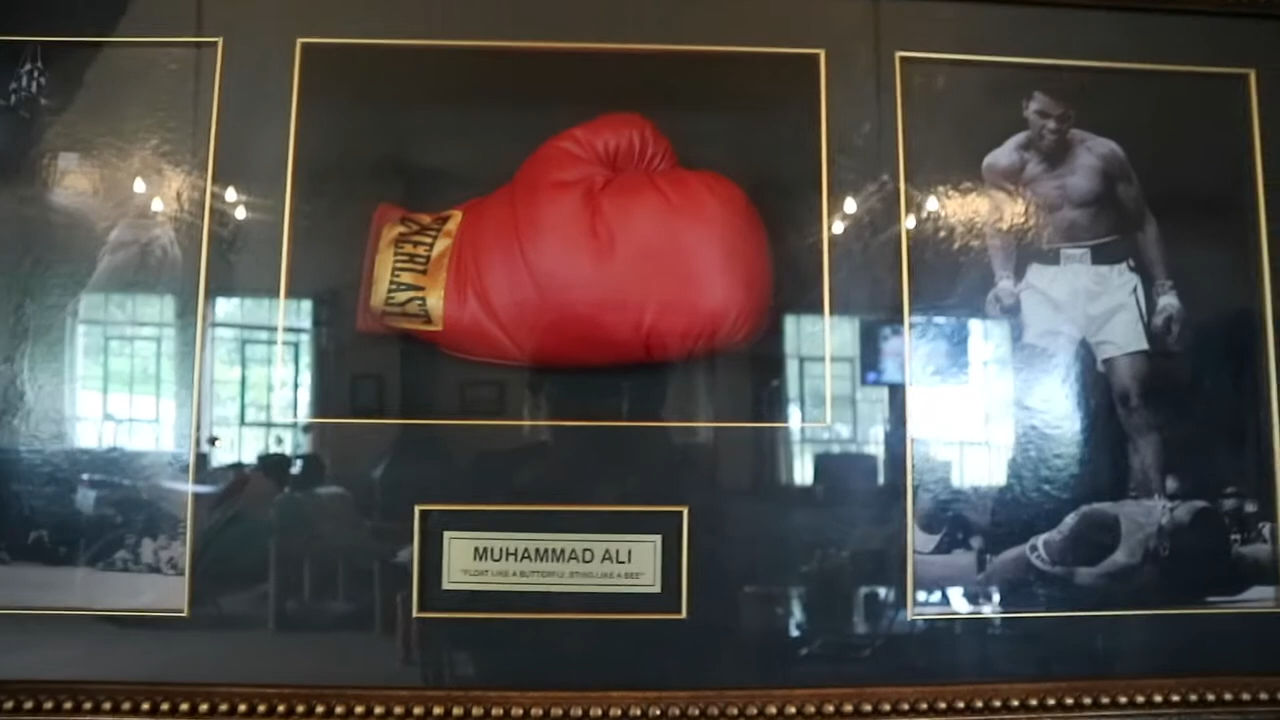 EVERLAST
MUHAMMAD ALI
"FLOAT LIKE A BUTTERFLY, STING LIKE A BEE"